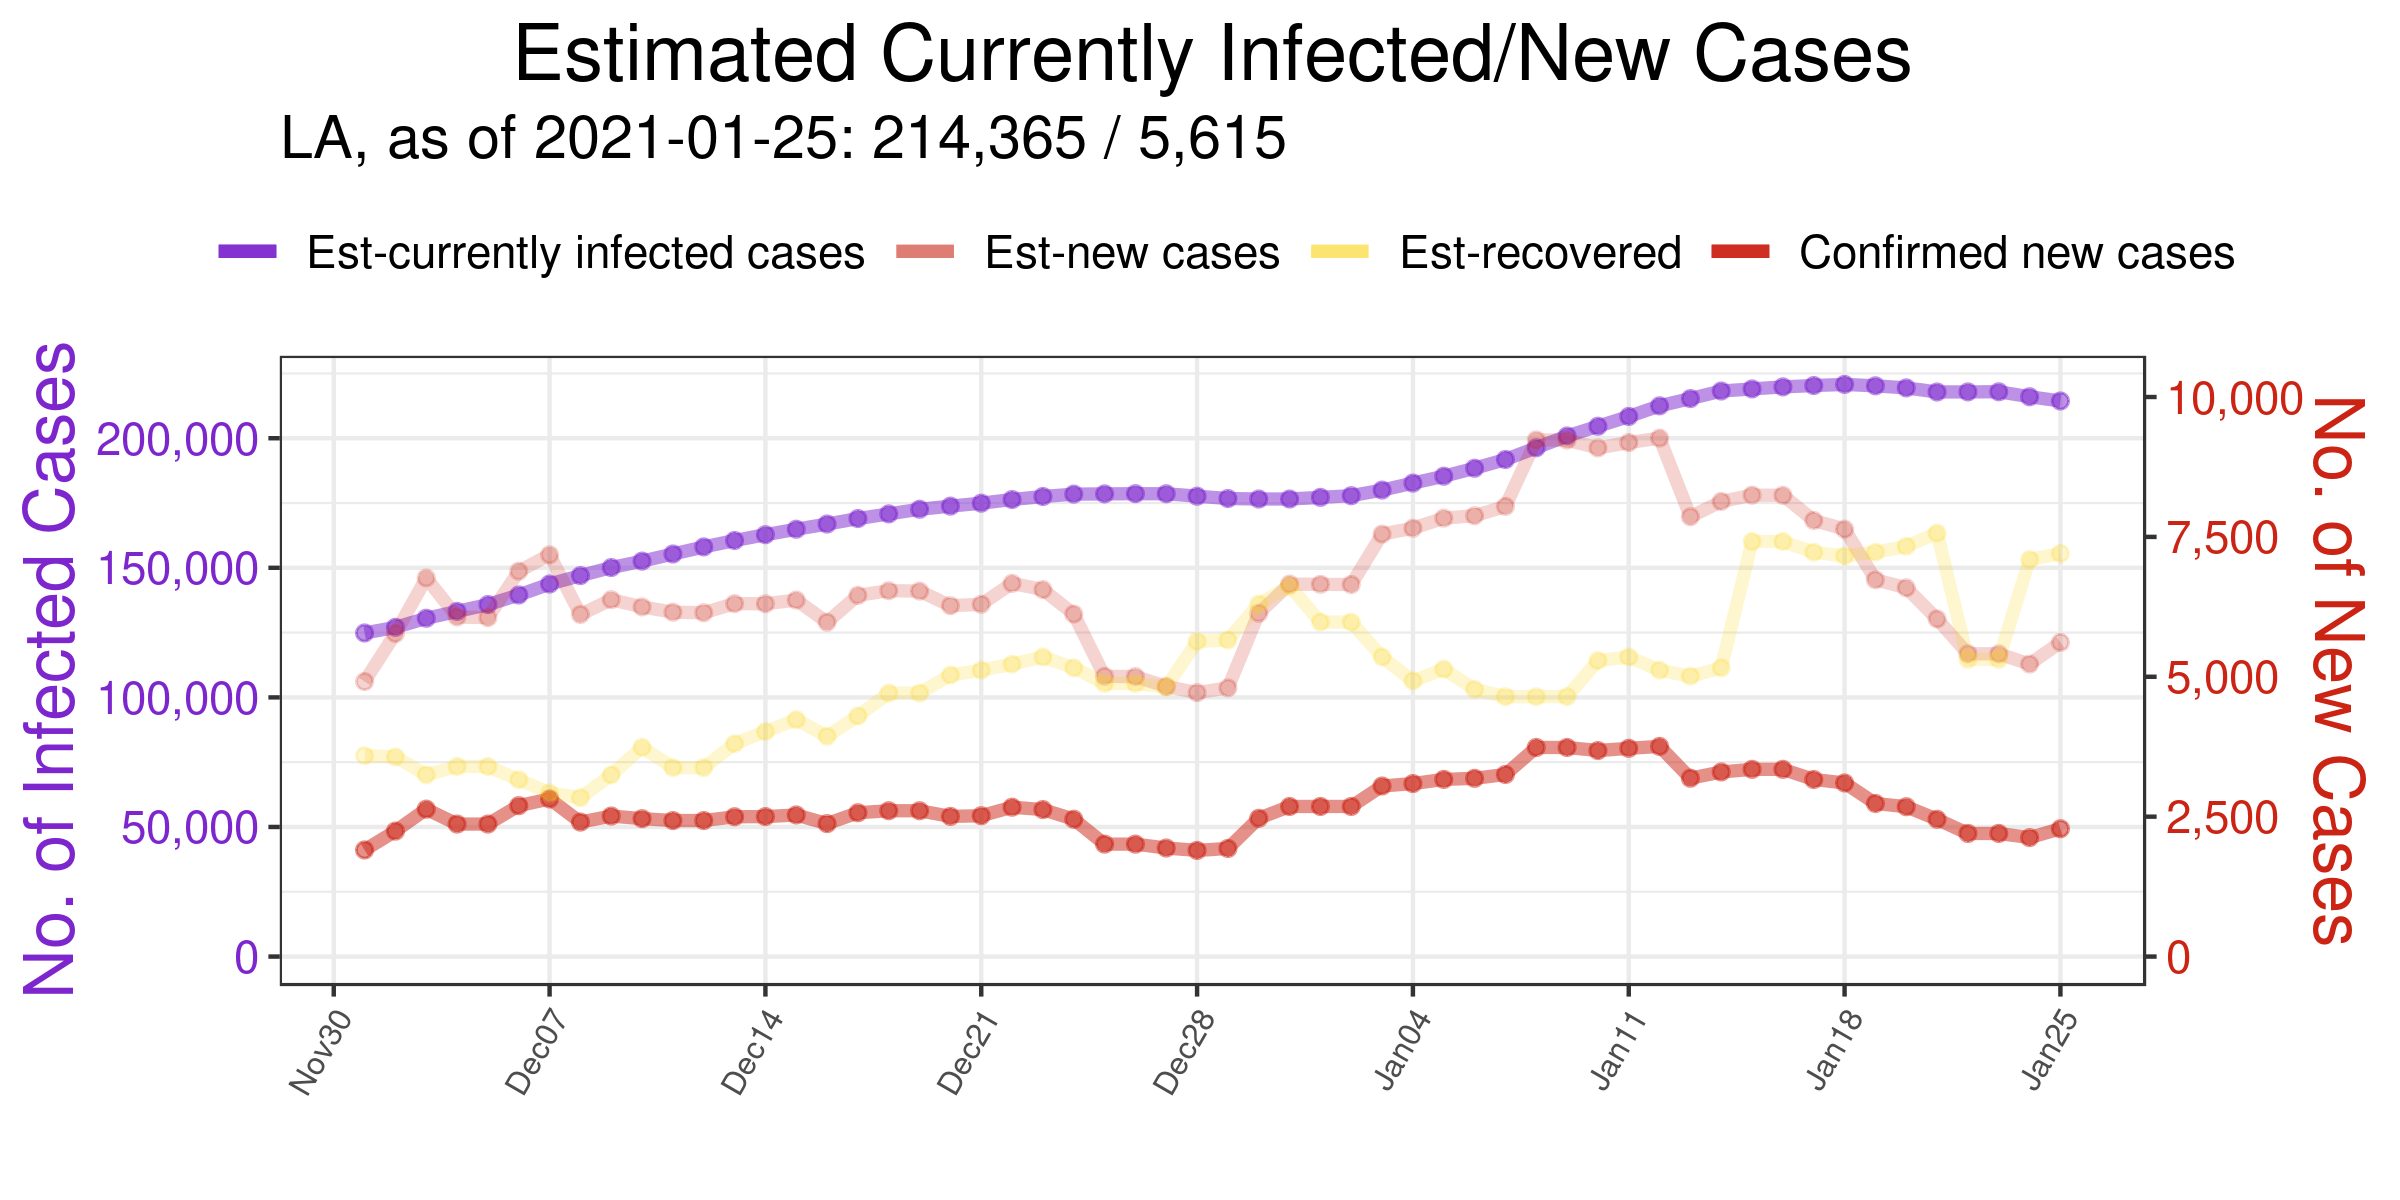 Estimated Currently Infected/New Cases
LA, as of 2021-01-25: 214,365 / 5,615
Est-currently infected cases Est-new cases Est-recovered Confirmed new cases
No. of Infected Cases
200,000
150,000
100,000
50,000
0
10,000
7,500
5,000
2,500
0
No. of New Cases
Nov30 Dec07 Dec14 Dec21 Dec28 Jan04 Jan11 Jan18 Jan25